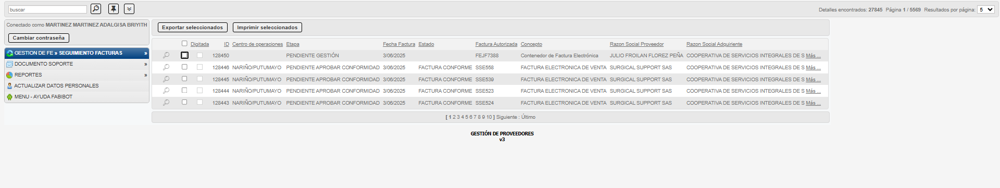 buscar
Detalles encontrados: 27845 Página 1 / 5569 Resultados por página: 5
Conectado como MARTINEZ MARTINEZ ADALGISA BRIYITH
Cambiar contraseña
GESTION DE FE » SEGUIMIENTO FACTURAS »
DOCUMENTO SOPORTE »
REPORTES »
ACTUALIZAR DATOS PERSONALES
MENU - AYUDA FABIBOT
Exportar seleccionados Imprimir seleccionados
Digitada ID Centro de operaciones Etapa Fecha Factura Estado Factura Autorizada Concepto Razon Social Proveedor Razon Social Adquiriente
128450 PENDIENTE GESTIÓN 3/06/2025 FEJF7388 Contenedor de Factura Electrónica JULIO FROILAN FLOREZ PEÑA COOPERATIVA DE SERVICIOS INTEGRALES DE S Más ...
128446 NARIÑO/PUTUMAYO PENDIENTE APROBAR CONFORMIDAD 3/06/2025 FACTURA CONFORME SSE558 FACTURA ELECTRONICA DE VENTA SURGICAL SUPPORT SAS COOPERATIVA DE SERVICIOS INTEGRALES DE S Más ...
128445 NARIÑO/PUTUMAYO PENDIENTE APROBAR CONFORMIDAD 3/06/2025 FACTURA CONFORME SSE539 FACTURA ELECTRONICA DE VENTA SURGICAL SUPPORT SAS COOPERATIVA DE SERVICIOS INTEGRALES DE S Más ...
128444 NARIÑO/PUTUMAYO PENDIENTE APROBAR CONFORMIDAD 3/06/2025 FACTURA CONFORME SSE523 FACTURA ELECTRONICA DE VENTA SURGICAL SUPPORT SAS COOPERATIVA DE SERVICIOS INTEGRALES DE S Más ...
128443 NARIÑO/PUTUMAYO PENDIENTE APROBAR CONFORMIDAD 3/06/2025 FACTURA CONFORME SSE524 FACTURA ELECTRONICA DE VENTA SURGICAL SUPPORT SAS COOPERATIVA DE SERVICIOS INTEGRALES DE S Más ...
[ 1 2 3 4 5 6 7 8 9 10 ] Siguiente : Último
GESTIÓN DE PROVEEDORES
v3